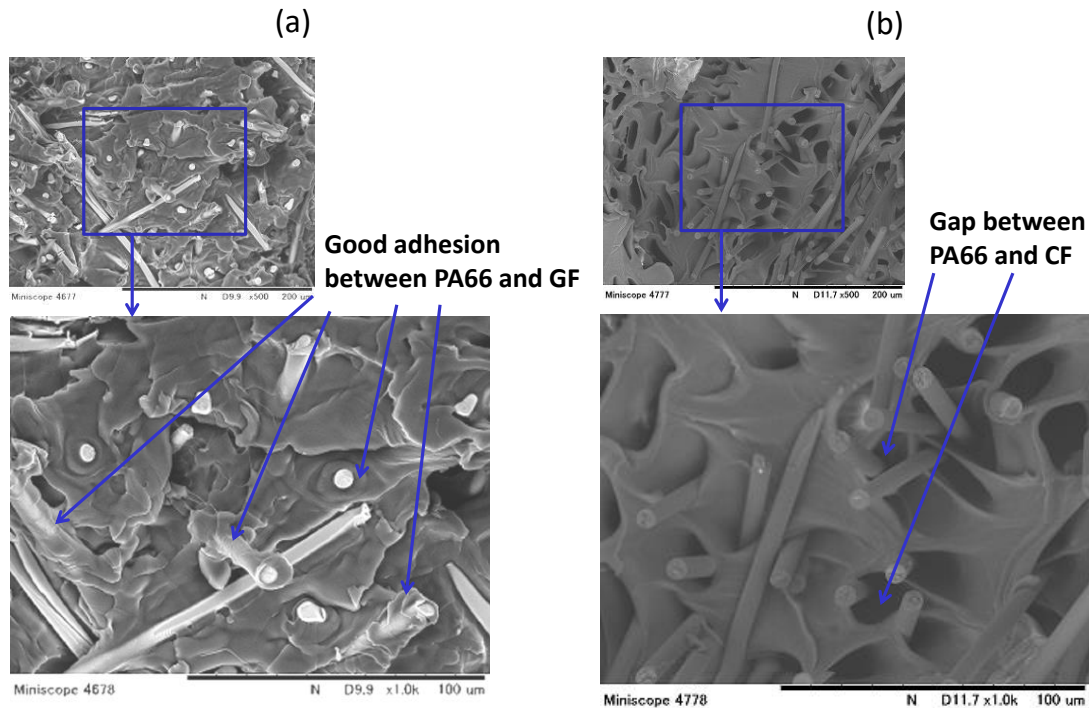 (a)
(b)
Miniscope 4677 N D9.9 x500 200 um
Miniscope 4777 N D11.7 x500 200 um
Good adhesion
between PA66 and GF
Gap between
PA66 and CF
Miniscope 4678 N D9.9 x1.0k 100 um
Miniscope 4778 N D11.7 x1.0k 100 um